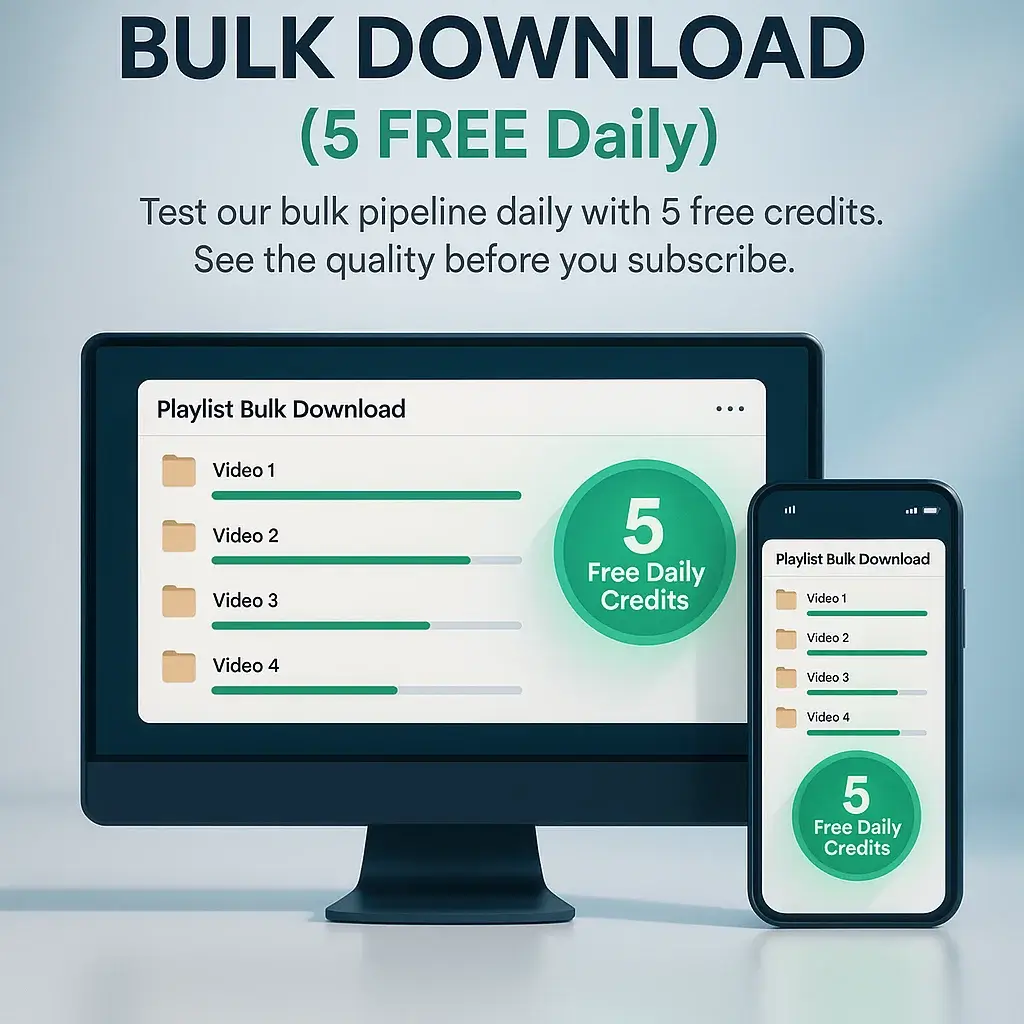 BULK DOWNLOAD
(5 FREE Daily)
Test our bulk pipeline daily with 5 free credits.
See the quality before you subscribe.
Playlist Bulk Download
Video 1
Video 2
Video 3
Video 4
5
Free Daily
Credits
Playlist Bulk Download
Video 1
Video 2
Video 3
Video 4
5
Free Daily
Credits